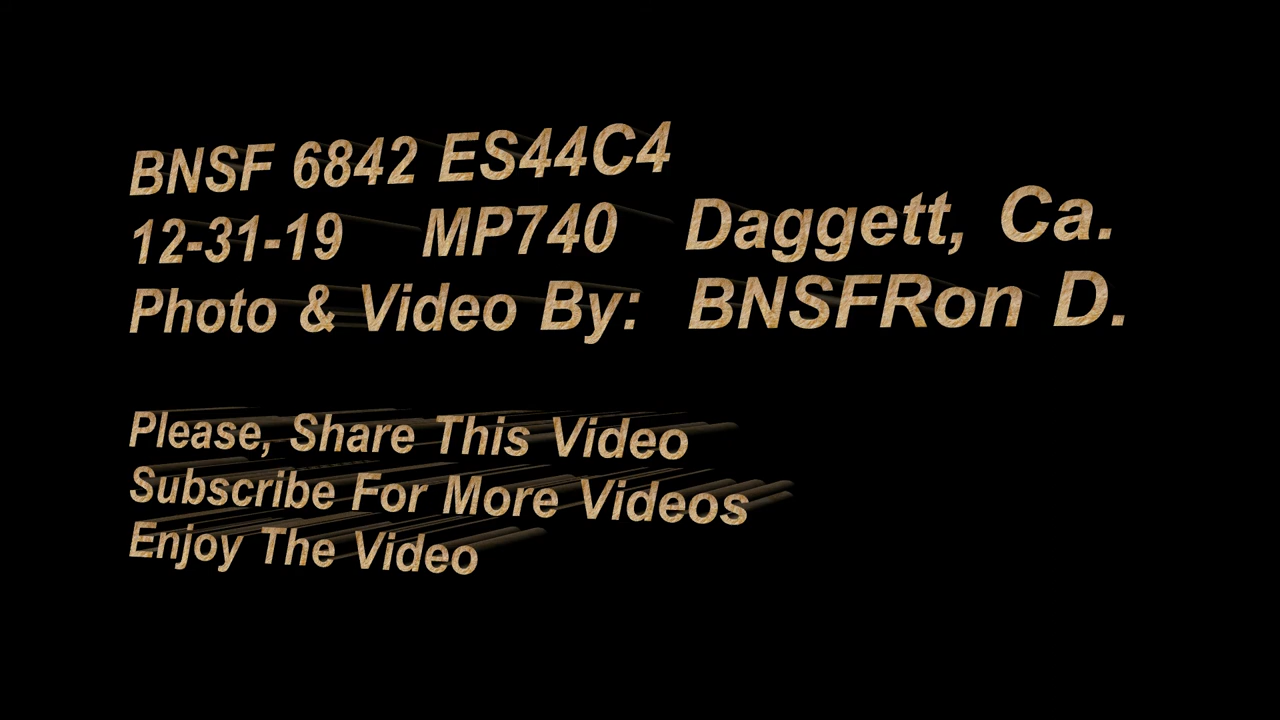 BNSF 6842 ES44C4
12-31-19 MP740 Daggett, Ca.
Photo & Video By: BNSFRon D.
Please, Share This Video
Subscribe For More Videos
Enjoy The Video